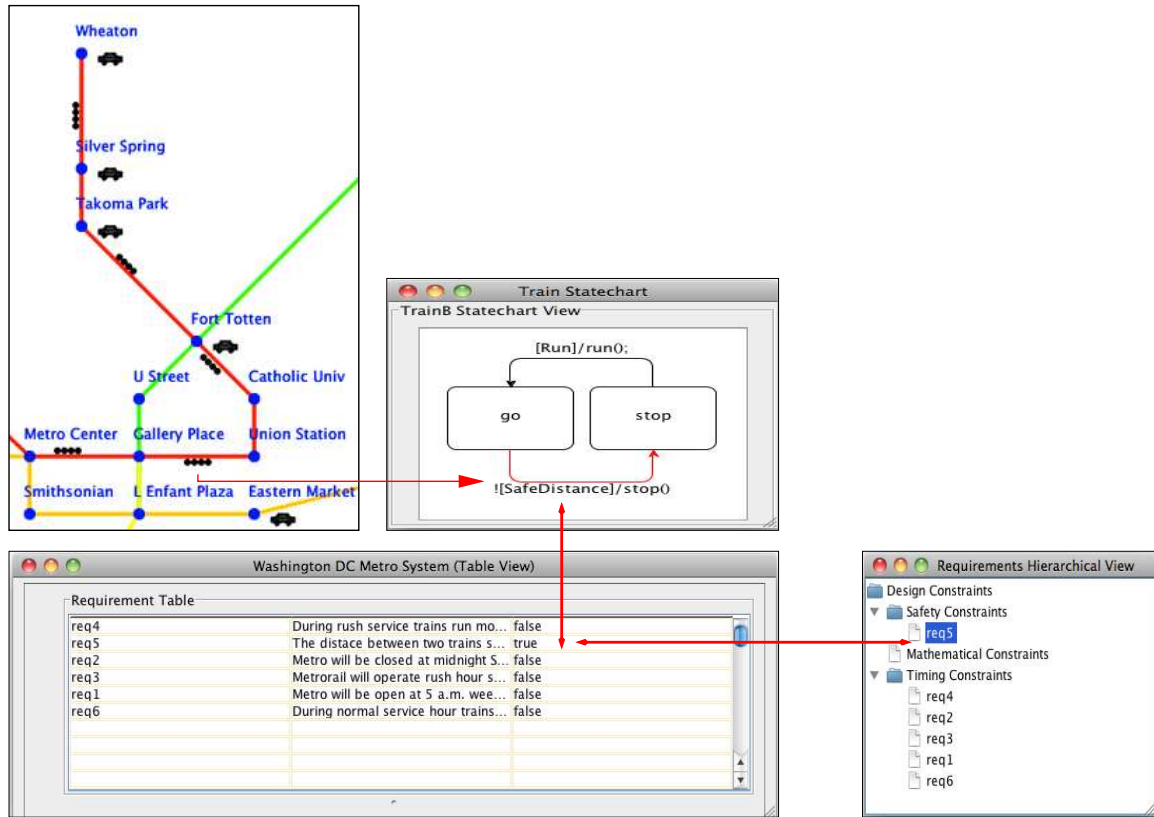 Wheaton
Silver Spring
Takoma Park
Fort Totten
U Street
Catholic Univ
Metro Center
Gallery Place
Union Station
Smithsonian
L Enfant Plaza
Eastern Market
Train Statechart
TrainB Statechart View
[Run]/run();
go
stop
![SafeDistance]/stop()
Washington DC Metro System (Table View)
Requirement Table
req4 During rush service trains run mo... false
req5 The distace between two trains s... true
req2 Metro will be closed at midnight S... false
req3 Metrorail will operate rush hour s... false
req1 Metro will be open at 5 a.m. wee... false
req6 During normal service hour trains... false
Requirements Hierarchical View
Design Constraints
Safety Constraints
req5
Mathematical Constraints
Timing Constraints
req4
req2
req3
req1
req6